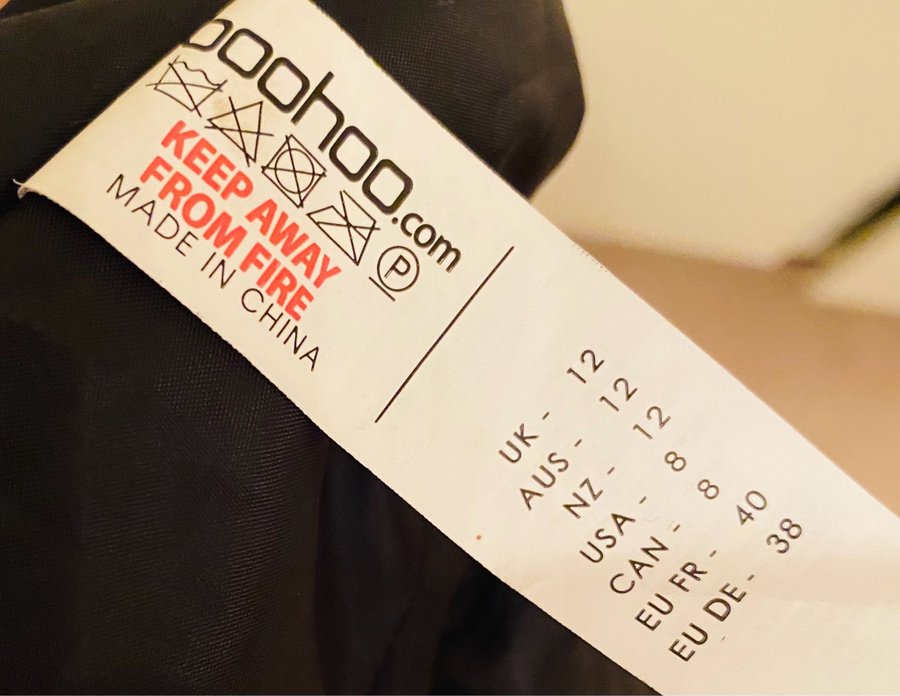 boohoo.com
P
KEEP AWAY
FROM FIRE
MADE IN CHINA
UK - 12
AUS - 12
NZ - 12
USA - 8
CAN - 8
EU FR - 40
EU DE - 38